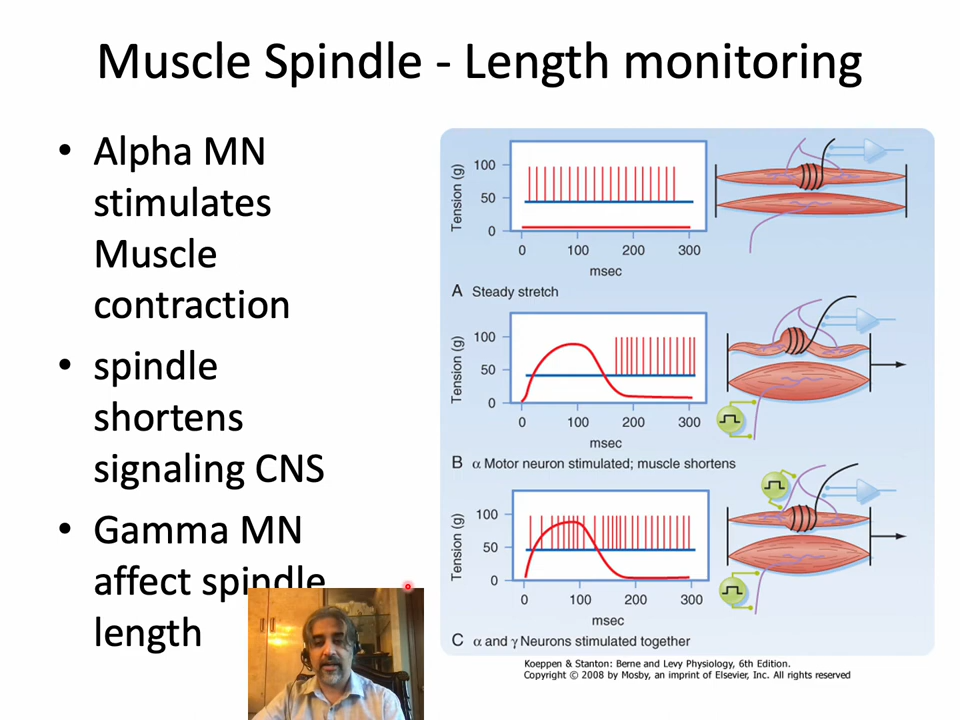 Muscle Spindle - Length monitoring
• Alpha MN
stimulates
Muscle
contraction
• spindle
shortens
signaling CNS
• Gamma MN
affect spindle
length
Tension (g)
100
50
0
0 100 200 300
msec
A Steady stretch
Tension (g)
100
50
0
0 100 200 300
msec
B α Motor neuron stimulated; muscle shortens
Tension (g)
100
50
0
0 100 200 300
msec
C α and γ Neurons stimulated together
Koeppen & Stanton: Berne and Levy Physiology, 6th Edition.
Copyright © 2008 by Mosby, an imprint of Elsevier, Inc. All rights reserved